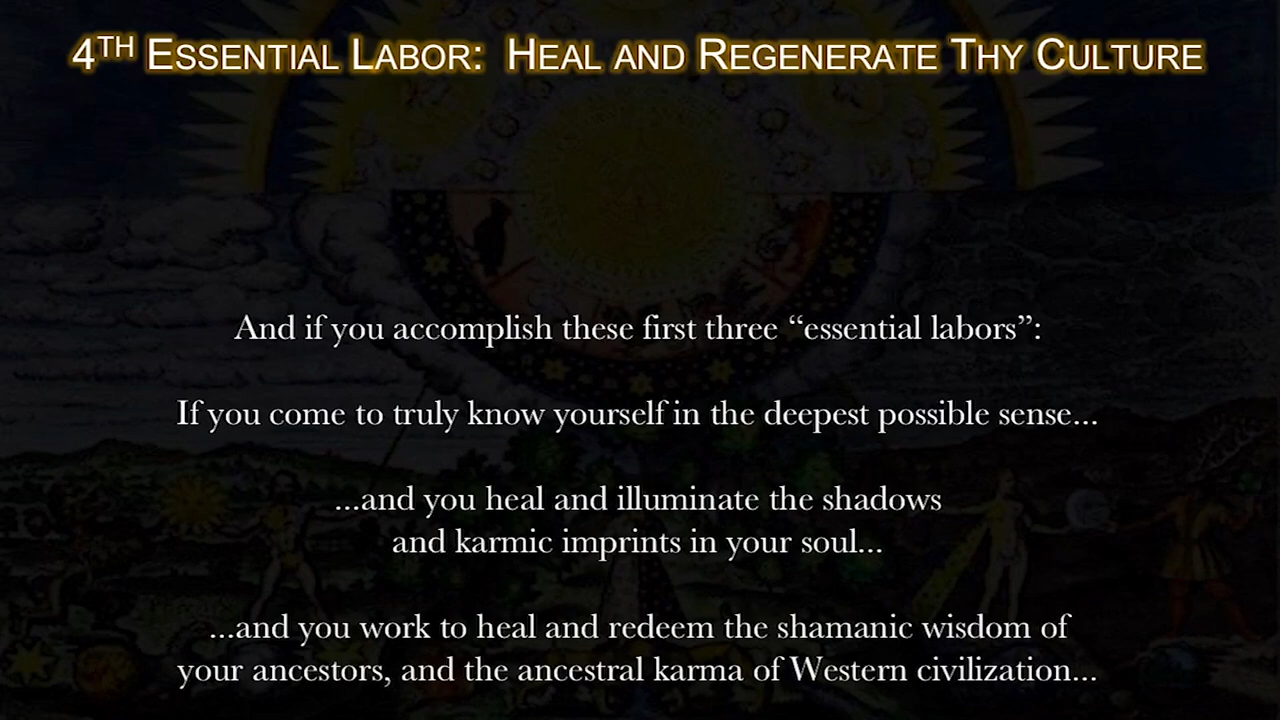 4TH ESSENTIAL LABOR: HEAL AND REGENERATE THY CULTURE
And if you accomplish these first three “essential labors”:
If you come to truly know yourself in the deepest possible sense...
...and you heal and illuminate the shadows
and karmic imprints in your soul...
...and you work to heal and redeem the shamanic wisdom of
your ancestors, and the ancestral karma of Western civilization...